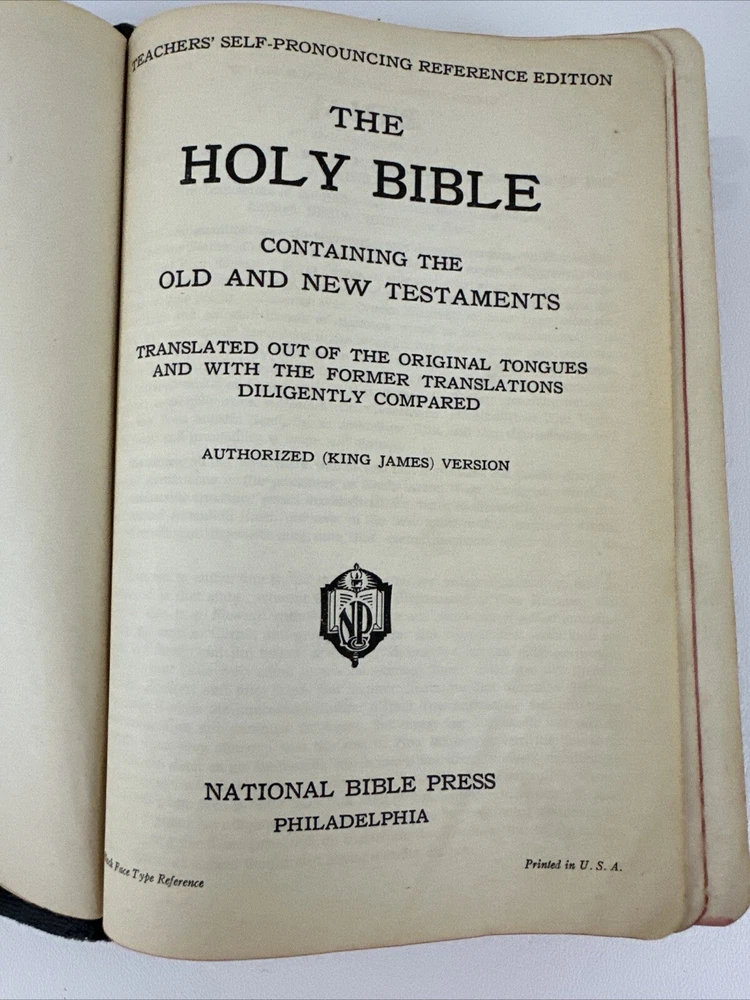 TEACHERS' SELF-PRONOUNCING REFERENCE EDITION
THE
HOLY BIBLE
CONTAINING THE
OLD AND NEW TESTAMENTS
TRANSLATED OUT OF THE ORIGINAL TONGUES
AND WITH THE FORMER TRANSLATIONS
DILIGENTLY COMPARED
AUTHORIZED (KING JAMES) VERSION
NATIONAL BIBLE PRESS
PHILADELPHIA
Face Type Reference
Printed in U. S. A.